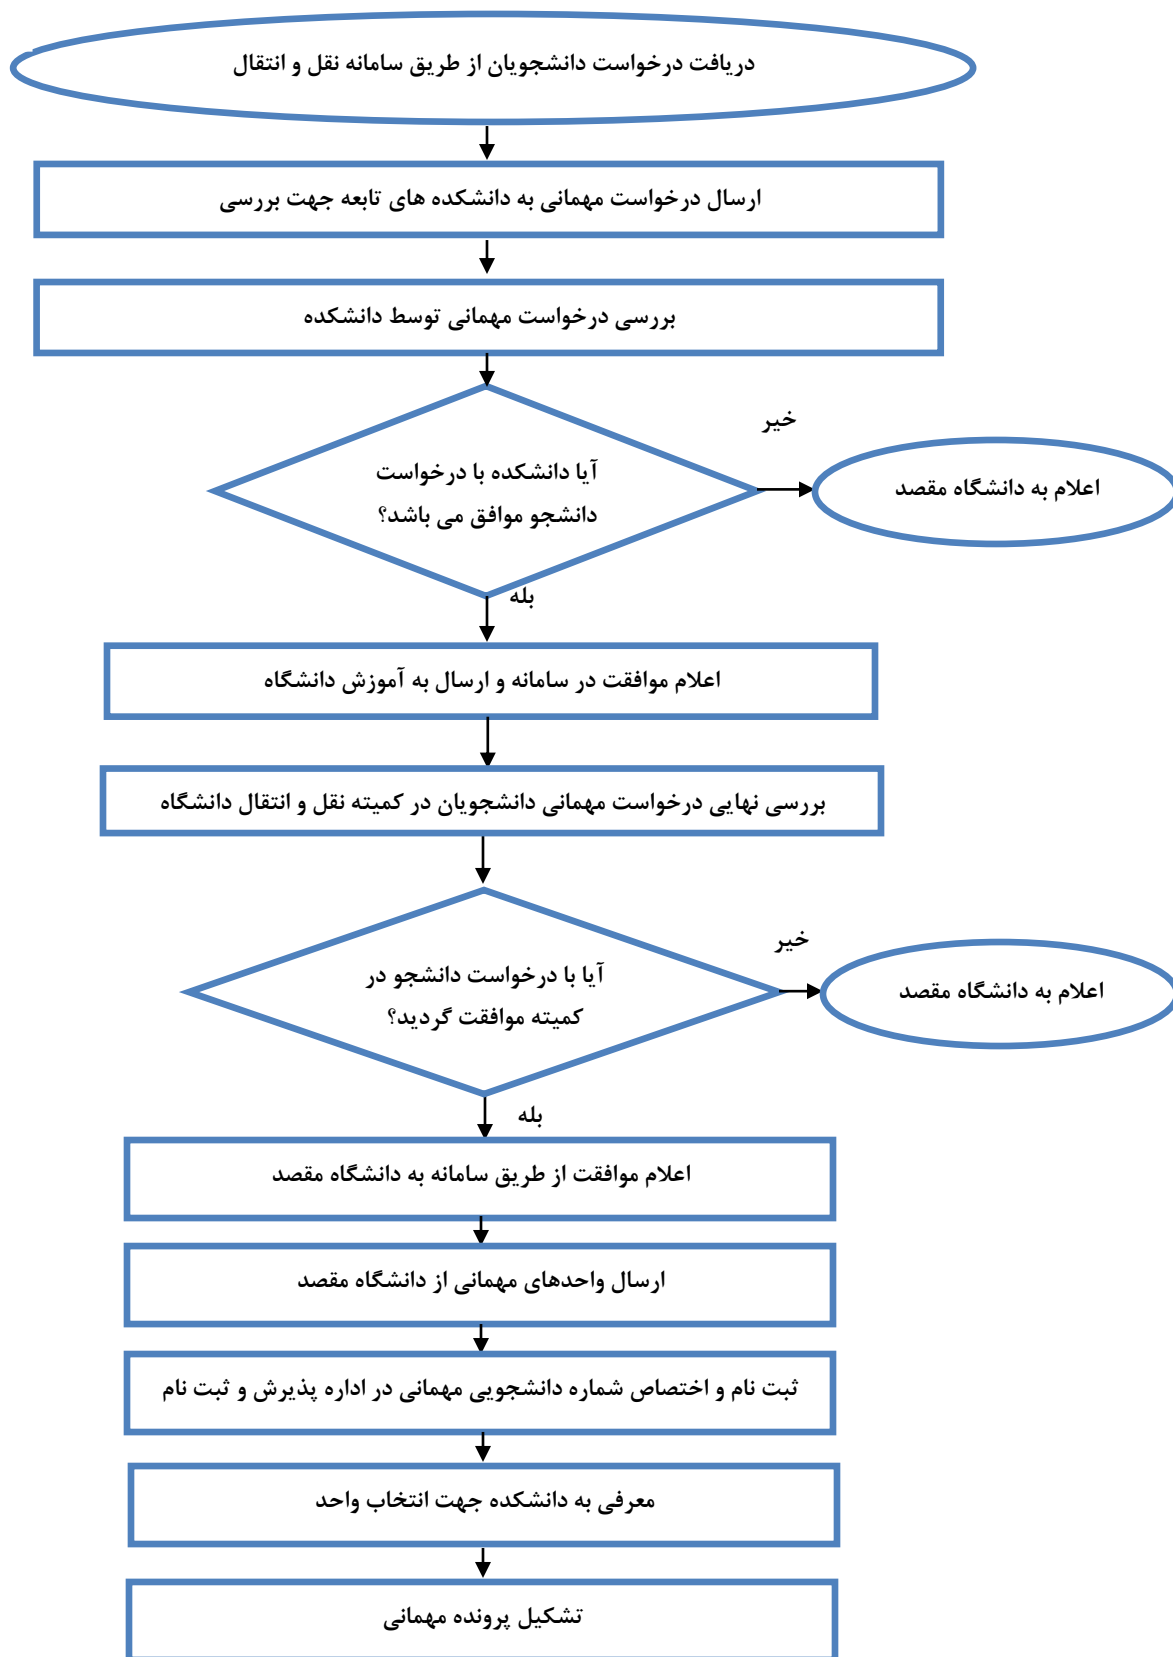 دریافت درخواست دانشجویان از طریق سامانه نقل و انتقال
ارسال درخواست مهمانی به دانشکده های تابعه جهت بررسی
بررسی درخواست مهمانی توسط دانشکده
خیر
آیا دانشکده با درخواست
دانشجو موافق می باشد؟
اعلام به دانشگاه مقصد
بله
اعلام موافقت در سامانه و ارسال به آموزش دانشگاه
بررسی نهایی درخواست مهمانی دانشجویان در کمیته نقل و انتقال دانشگاه
خیر
آیا با درخواست دانشجو در
کمیته موافقت گردید؟
اعلام به دانشگاه مقصد
بله
اعلام موافقت از طریق سامانه به دانشگاه مقصد
ارسال واحدهای مهمانی از دانشگاه مقصد
ثبت نام و اختصاص شماره دانشجویی مهمانی در اداره پذیرش و ثبت نام
معرفی به دانشکده جهت انتخاب واحد
تشکیل پرونده مهمانی